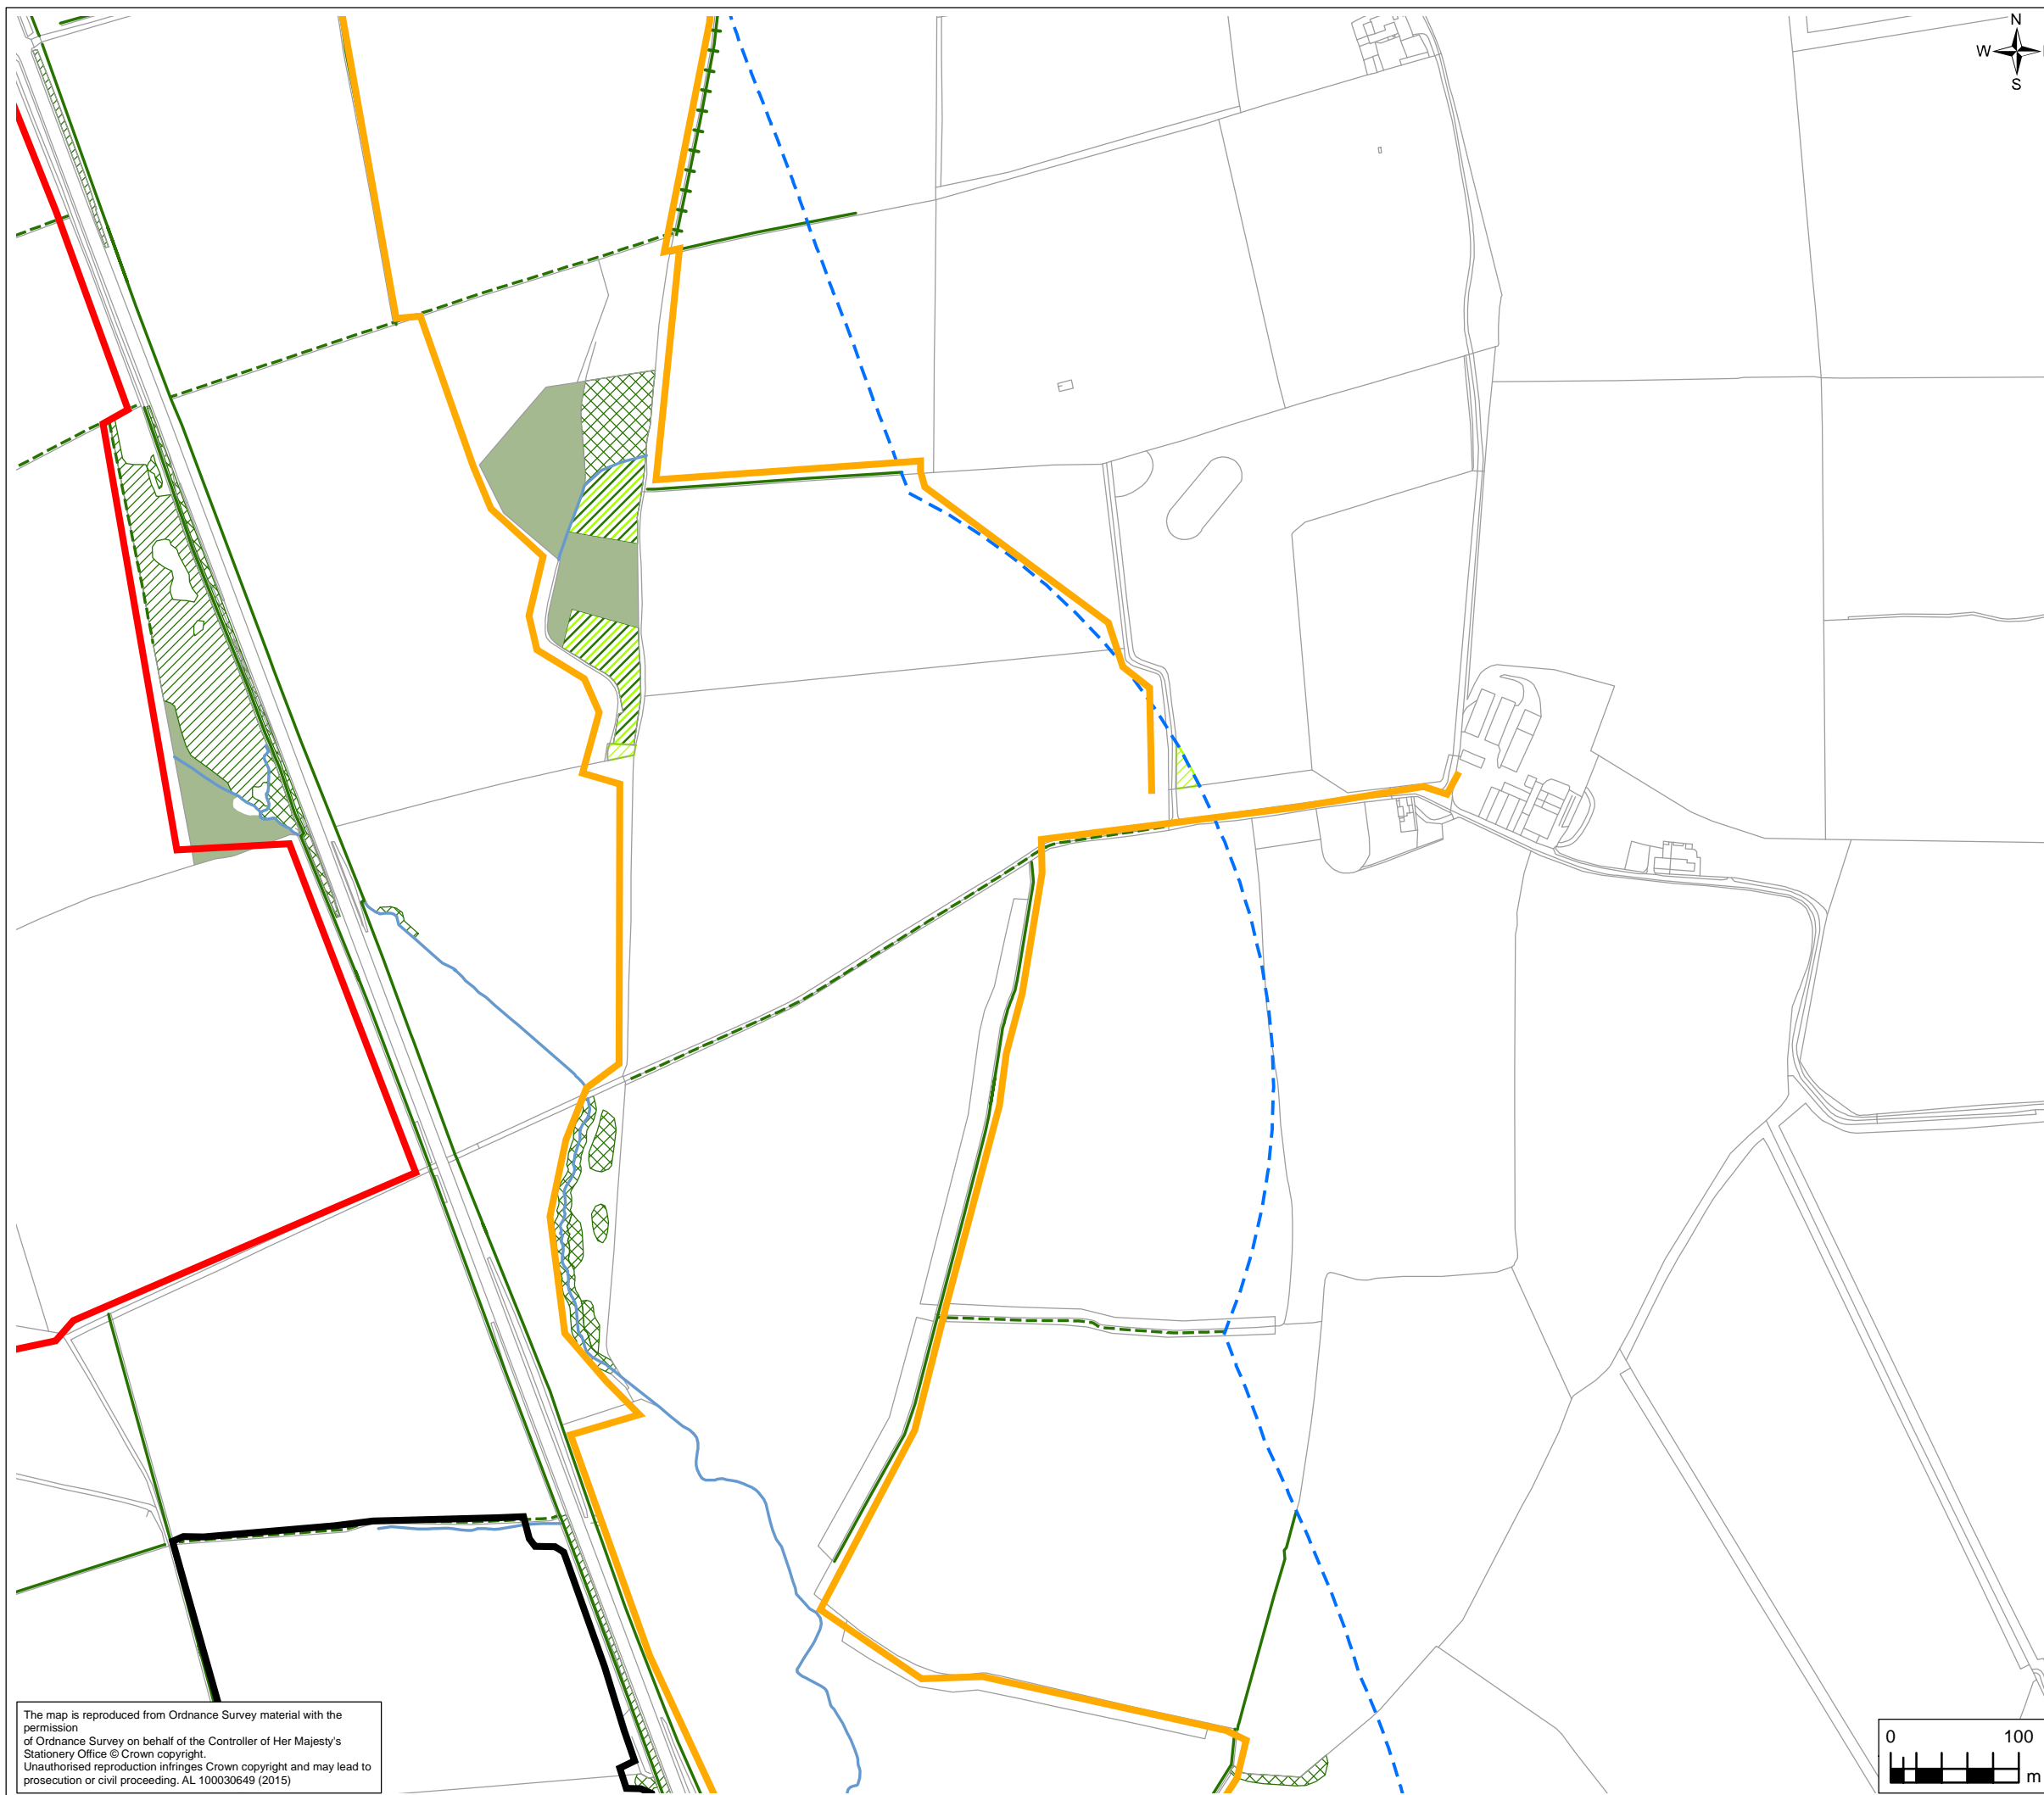 N
W
S
The map is reproduced from Ordnance Survey material with the
permission
of Ordnance Survey on behalf of the Controller of Her Majesty's
Stationery Office © Crown copyright.
Unauthorised reproduction infringes Crown copyright and may lead to
prosecution or civil proceeding. AL 100030649 (2015)
0 100
m